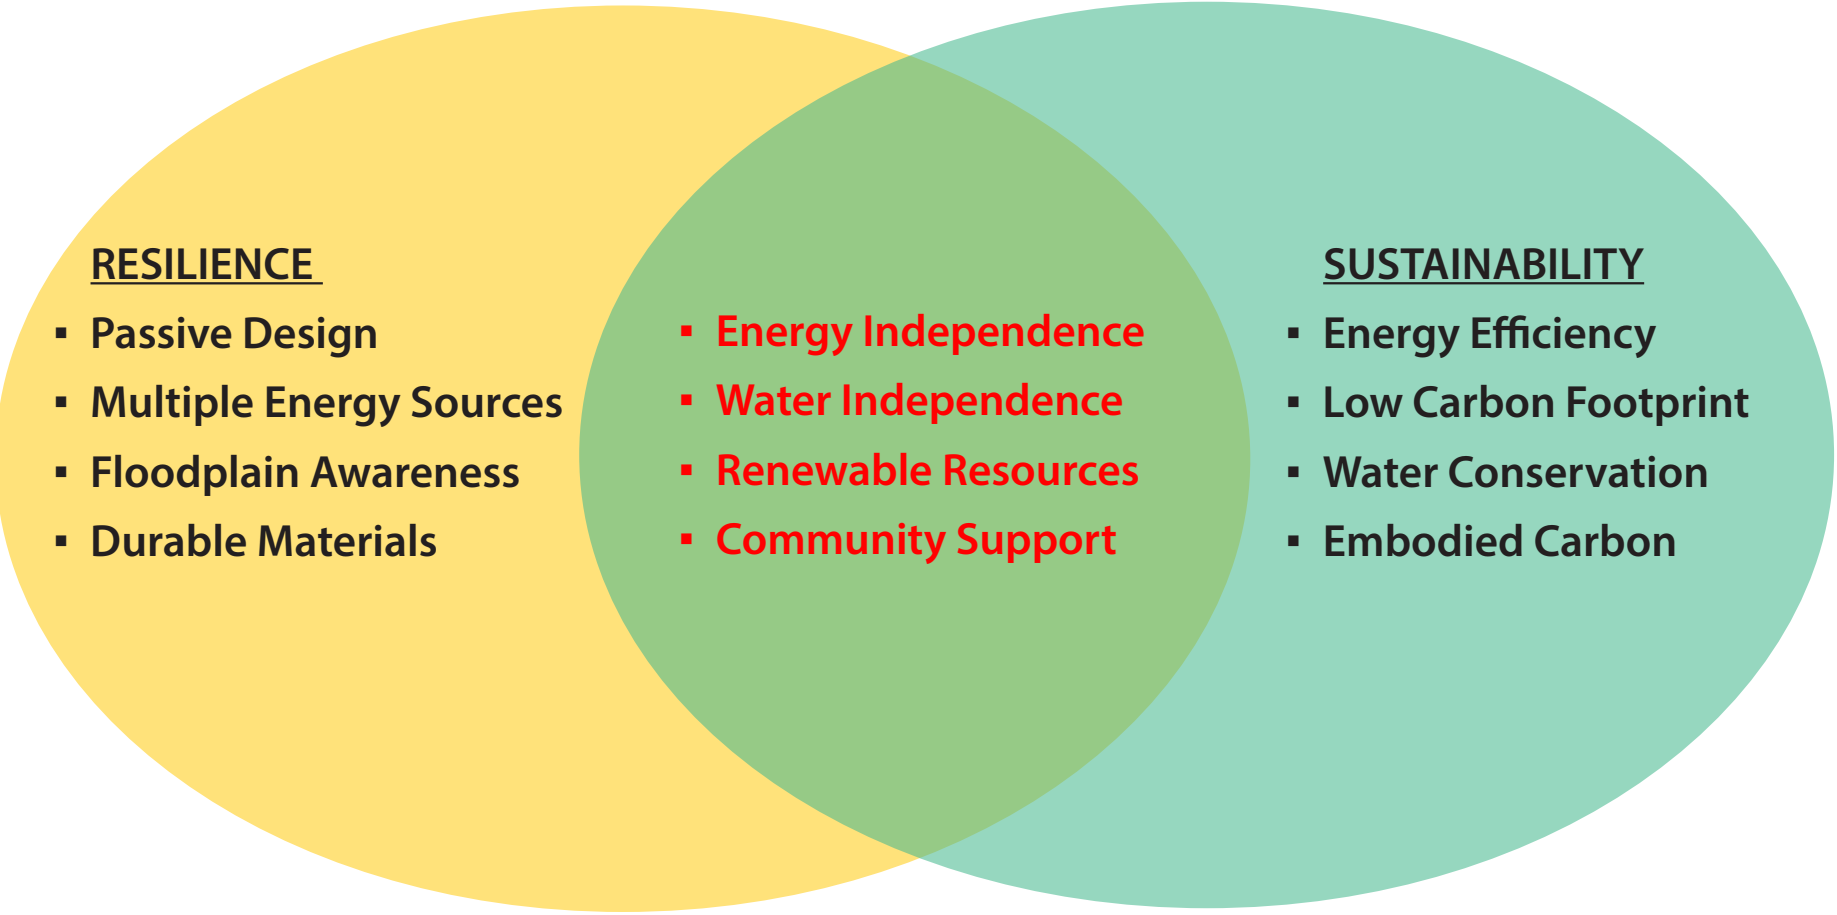 RESILIENCE
▪ Passive Design
▪ Multiple Energy Sources
▪ Floodplain Awareness
▪ Durable Materials
▪ Energy Independence
▪ Water Independence
▪ Renewable Resources
▪ Community Support
SUSTAINABILITY
▪ Energy Efficiency
▪ Low Carbon Footprint
▪ Water Conservation
▪ Embodied Carbon